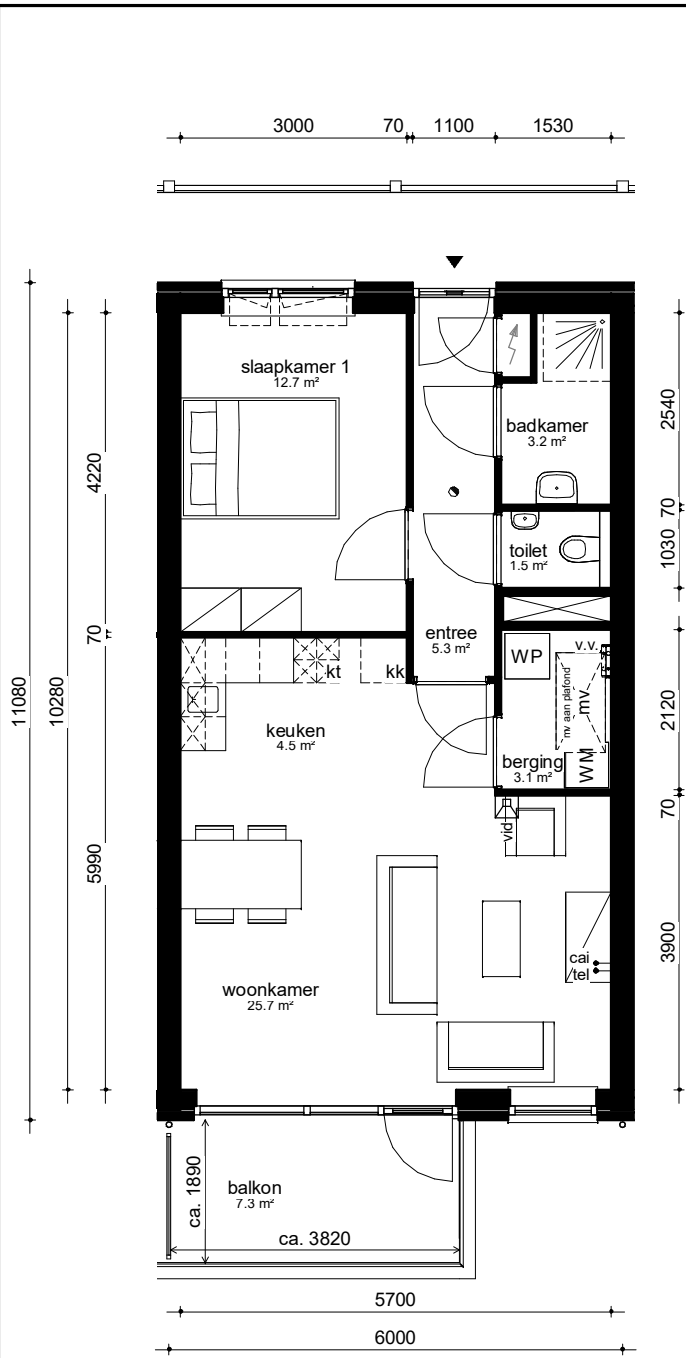 3000 70 1100 1530
slaapkamer 1
12.7 m²
badkamer
3.2 m²
2540
4220
70
toilet
1.5 m²
1030
entree
5.3 m²
70
11080
10280
kt kk
WP
v.v.
mv aan plafond
mv
2120
keuken
4.5 m²
berging
3.1 m²
WM
70
vid
5990
3900
cai
tel
woonkamer
25.7 m²
balkon
7.3 m²
ca. 1890
ca. 3820
5700
6000